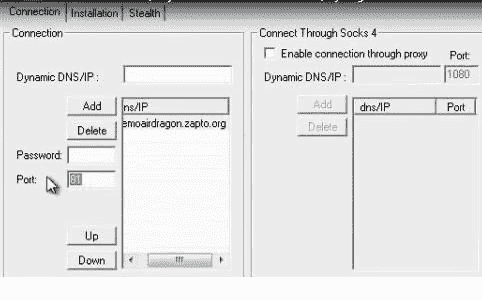 Connection
Installation
Stealth
Connection
Dynamic DNS/IP :
Add
ns/IP
Delete
emoairdragon.zapto.org
Password:
Port:
81
Up
Down
Connect Through Socks 4
Enable connection through proxy
Port:
Dynamic DNS/IP :
1080
Add
dns/IP
Port
Delete